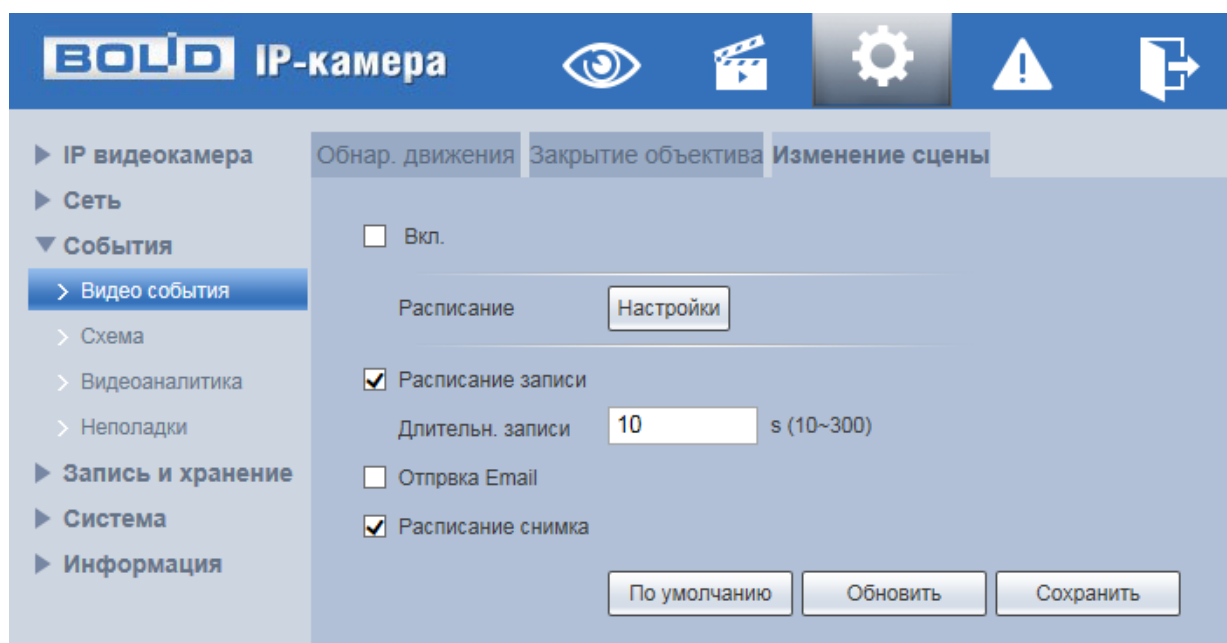 BOLID IP-камера
IP видеокамера
Сеть
События
Видео события
Схема
Видеоаналитика
Неполадки
Запись и хранение
Система
Информация
Обнар. движения Закрытие объектива Изменение сцены
Вкл.
Расписание Настройки
Расписание записи
Длительн. записи 10 s (10~300)
Отпрвка Email
Расписание снимка
По умолчанию Обновить Сохранить